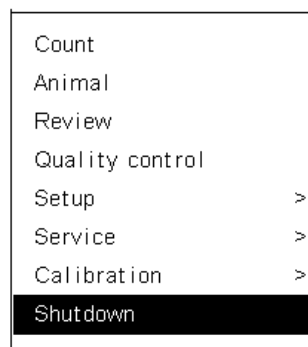 Count
Animal
Review
Quality control
Setup >
Service >
Calibration >
Shutdown